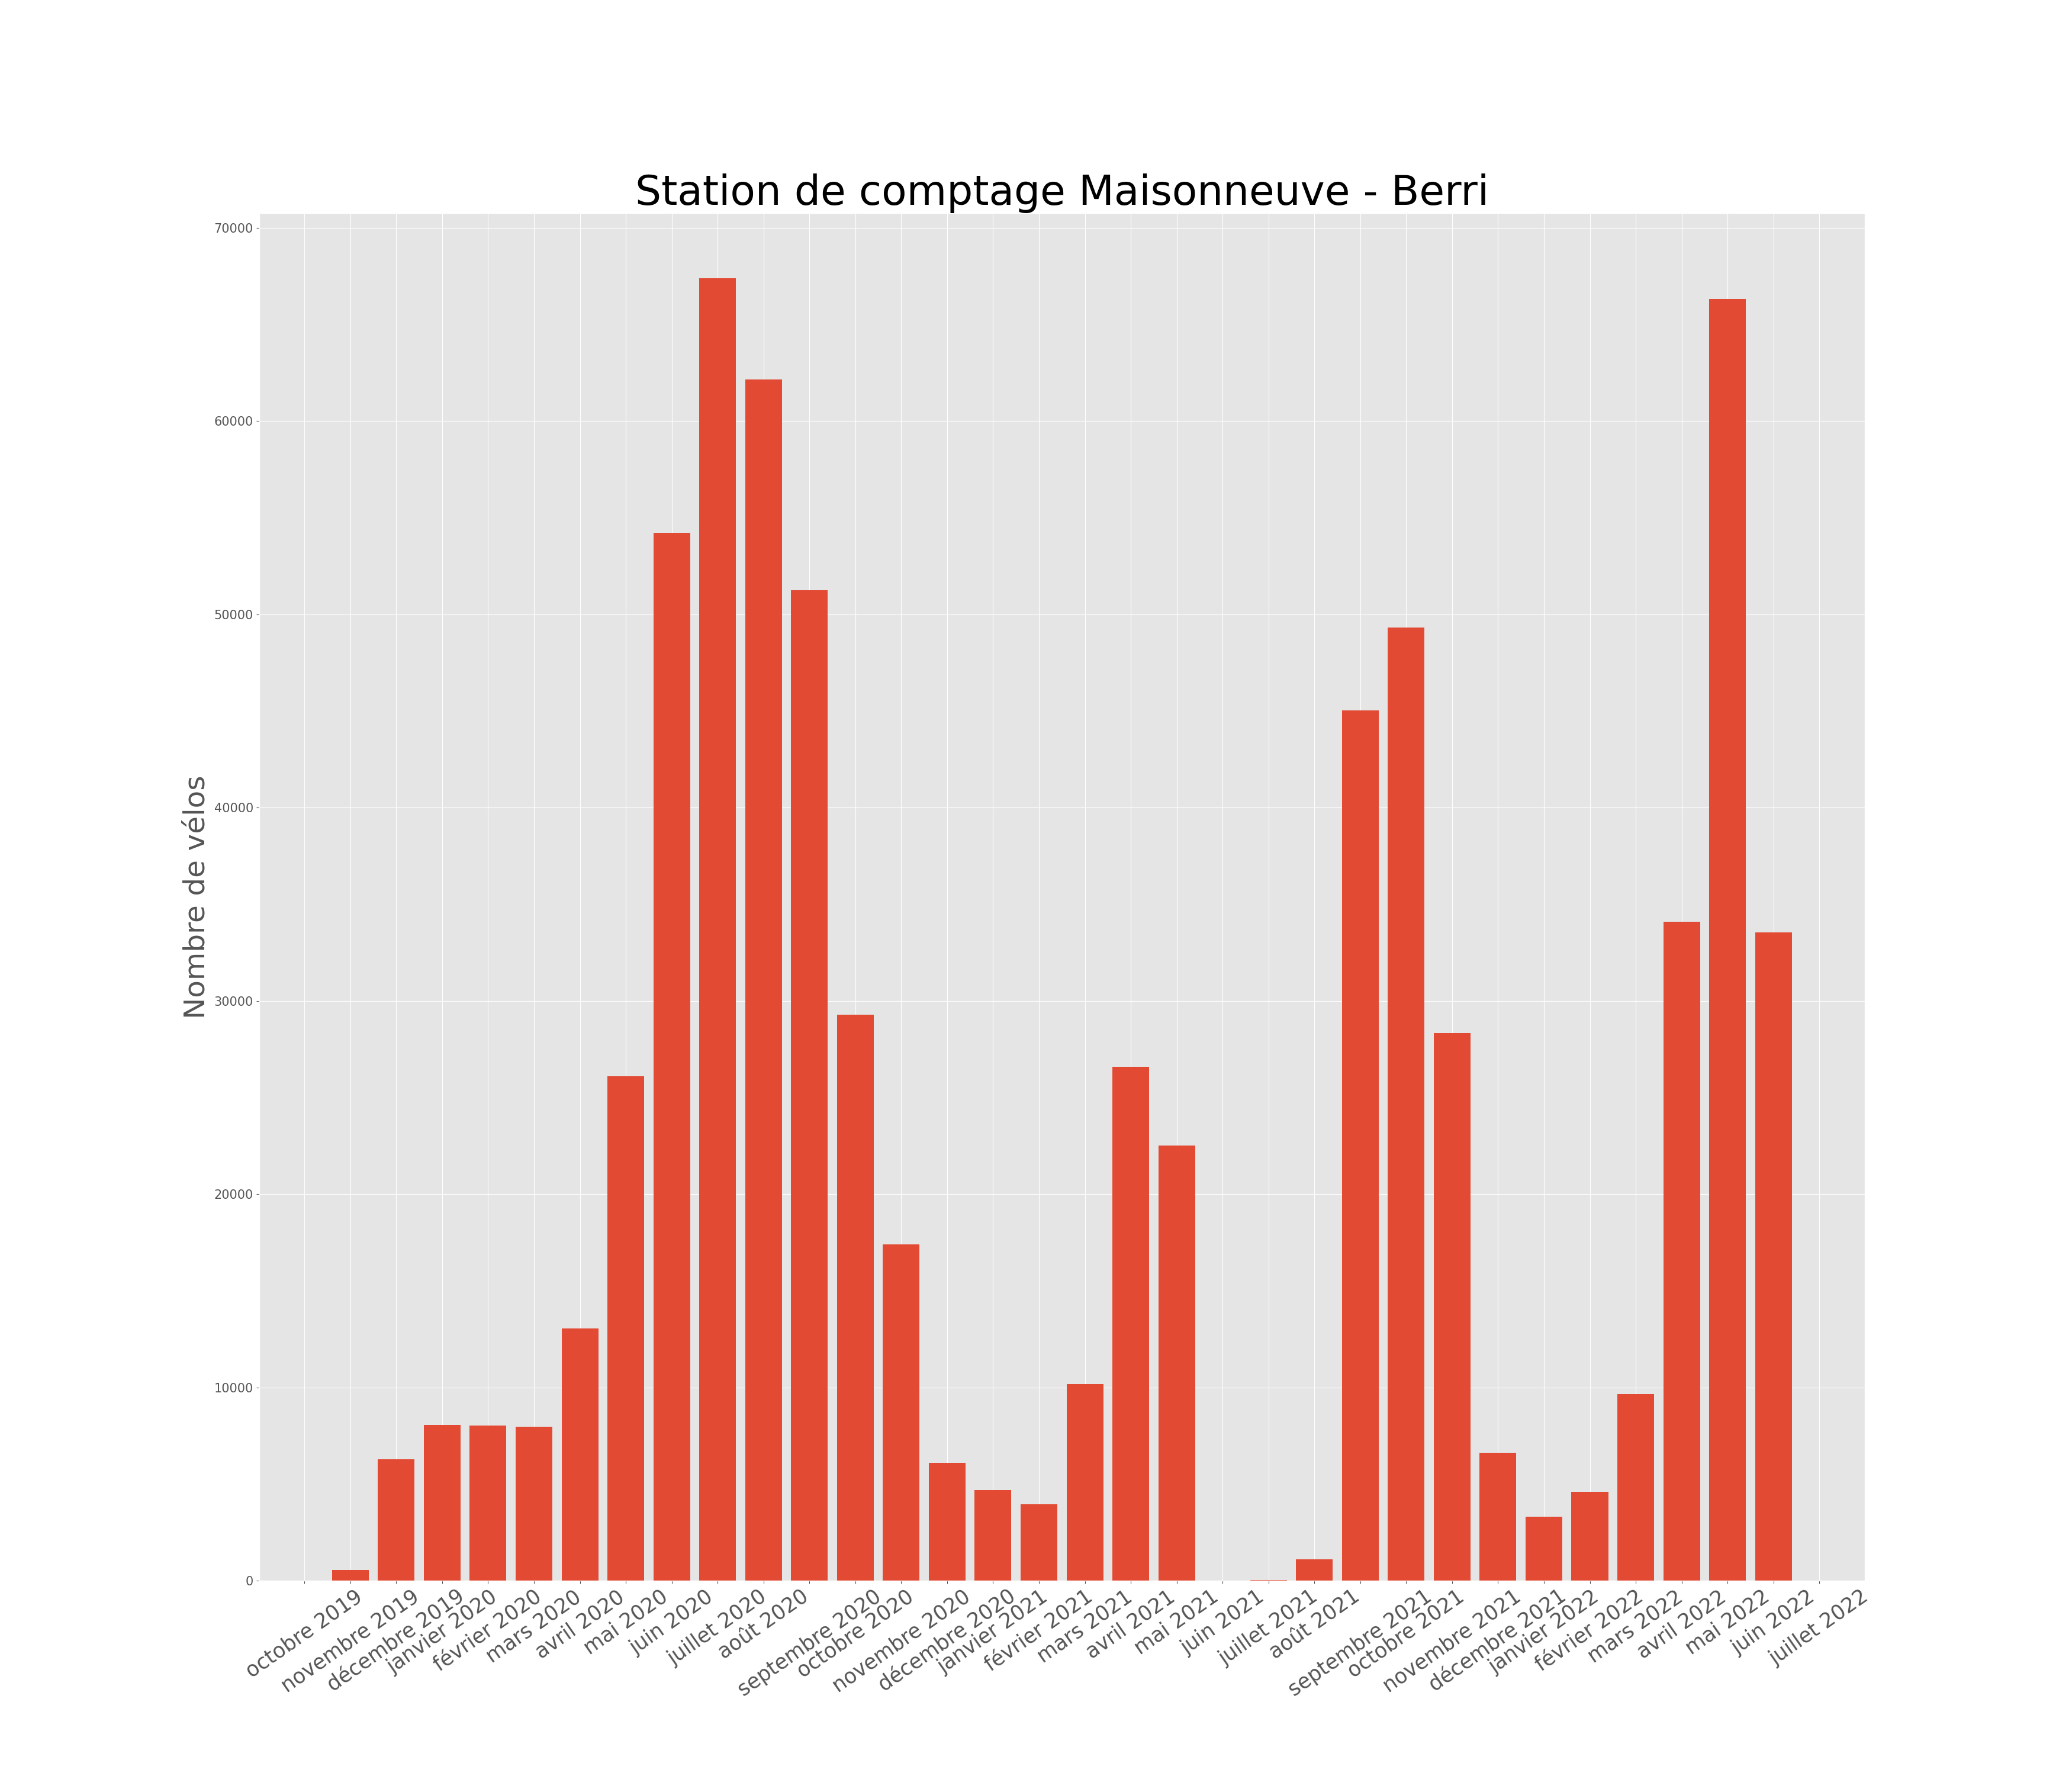 Station de comptage Maisonneuve - Berri
Nombre de vélos
70000
60000
50000
40000
30000
20000
10000
0
octobre 2019
novembre 2019
décembre 2019
janvier 2020
février 2020
mars 2020
avril 2020
mai 2020
juin 2020
juillet 2020
août 2020
septembre 2020
octobre 2020
novembre 2020
décembre 2020
janvier 2021
février 2021
mars 2021
avril 2021
mai 2021
juin 2021
juillet 2021
août 2021
septembre 2021
octobre 2021
novembre 2021
décembre 2021
janvier 2022
février 2022
mars 2022
avril 2022
mai 2022
juin 2022
juillet 2022